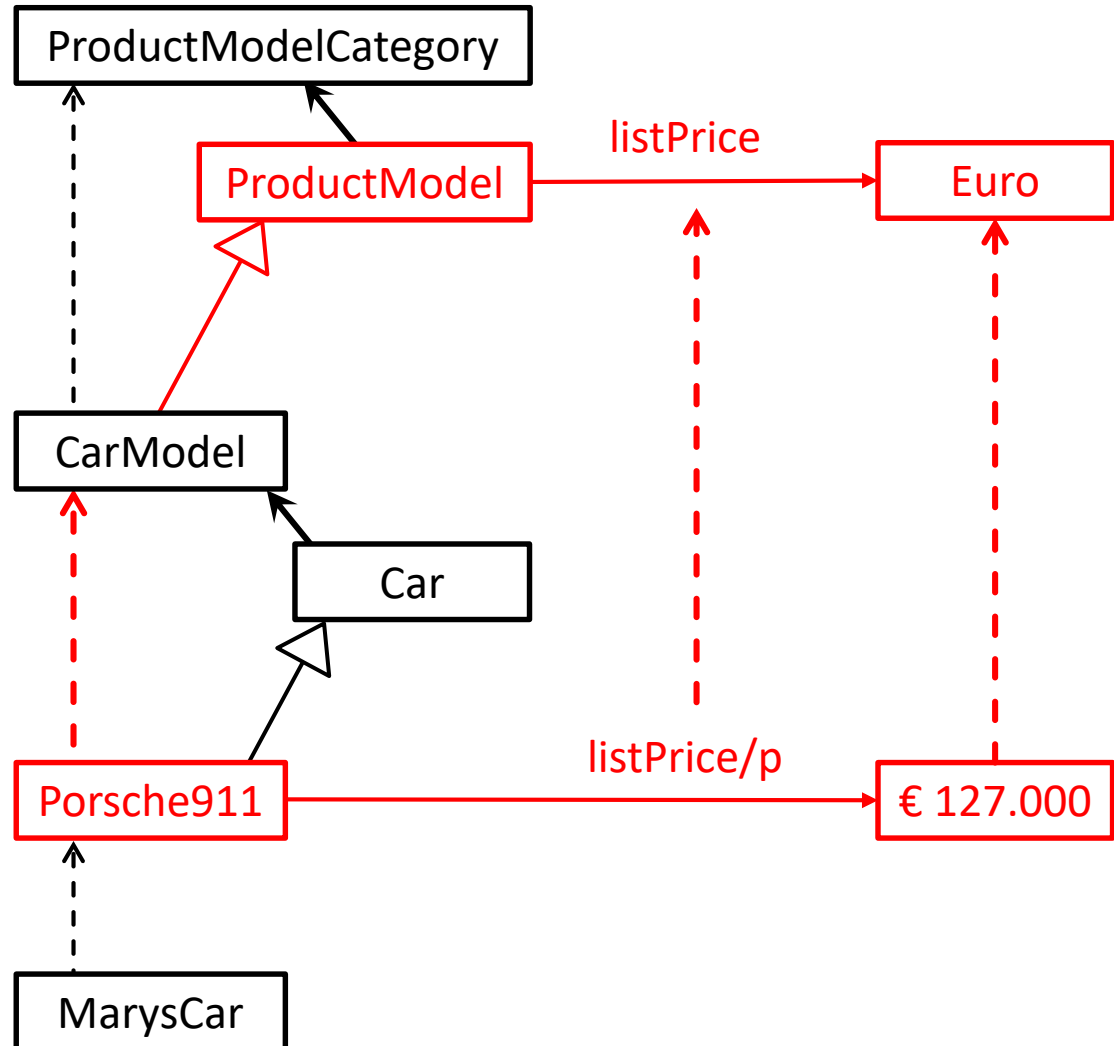 ProductModelCategory
listPrice
ProductModel
Euro
CarModel
Car
listPrice/p
Porsche911
€ 127.000
MarysCar